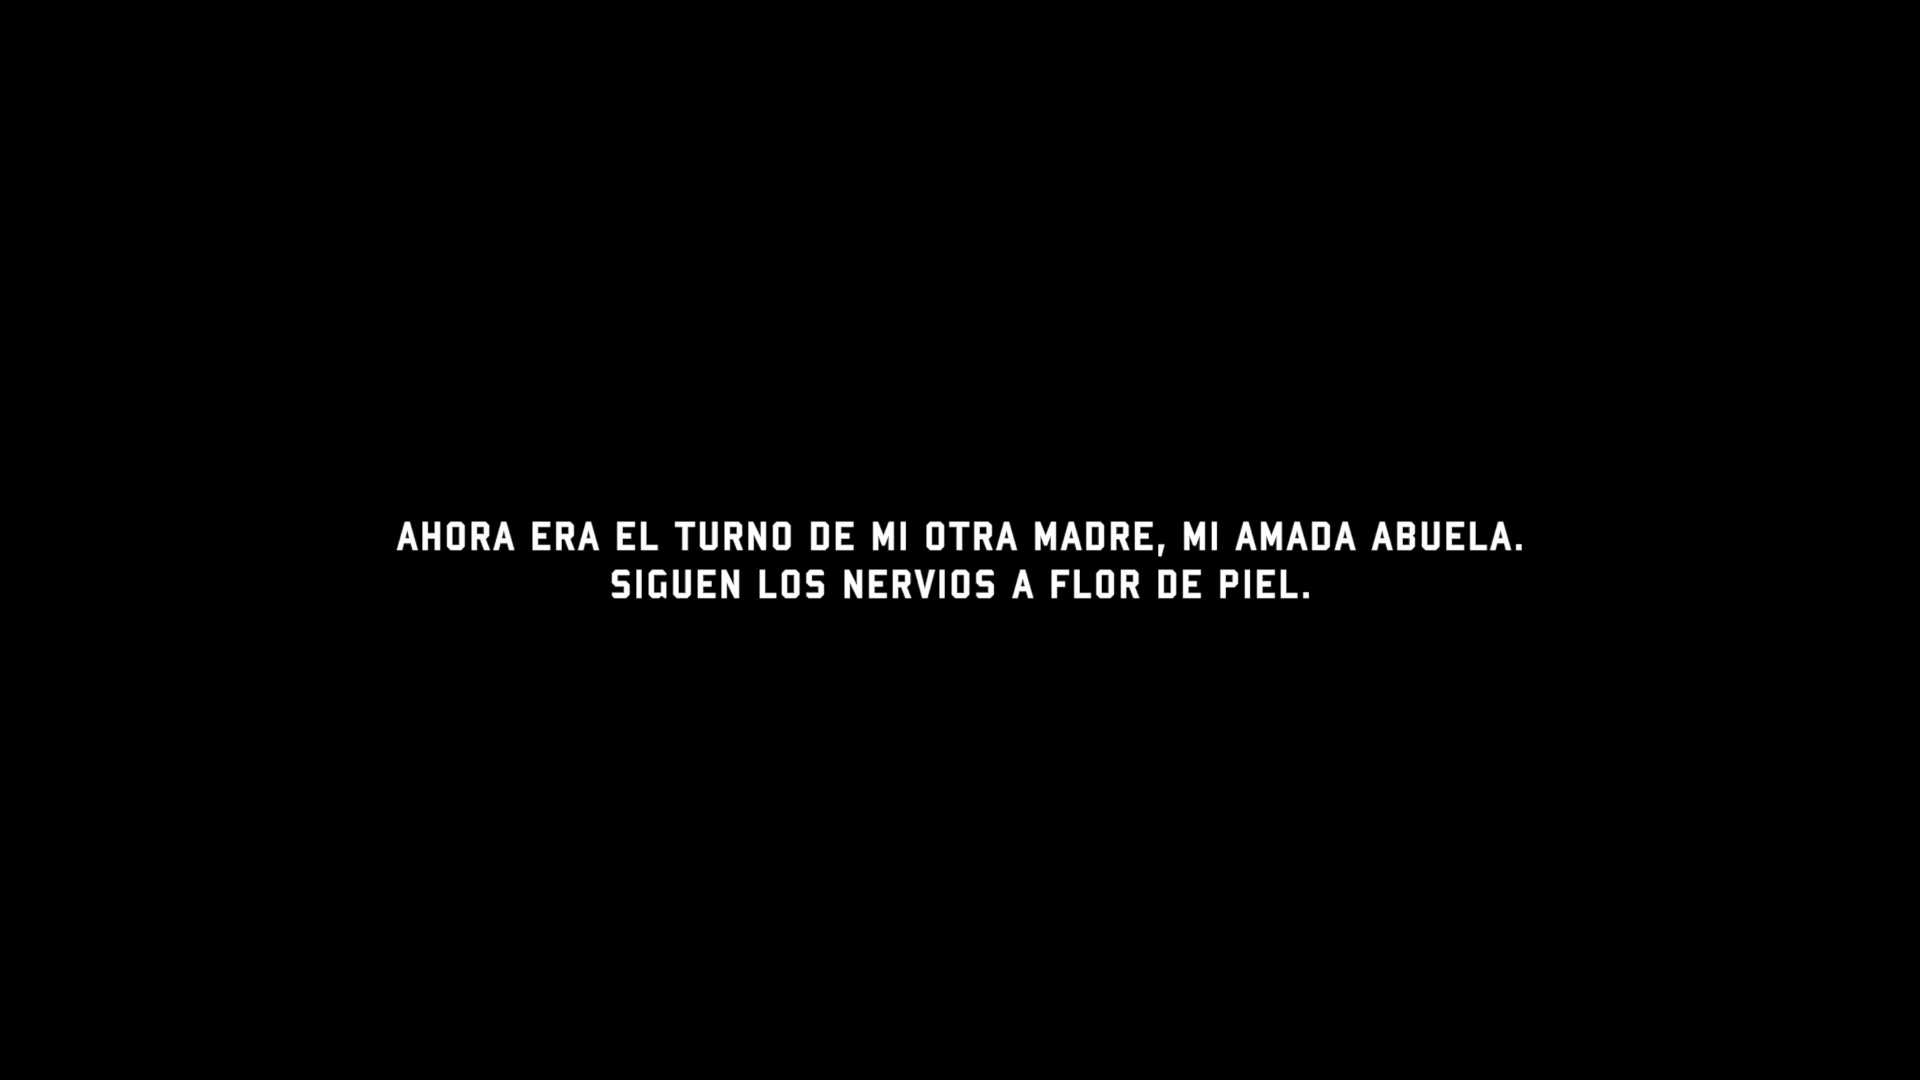 AHORA ERA EL TURNO DE MI OTRA MADRE, MI AMADA ABUELA.
SIGUEN LOS NERVIOS A FLOR DE PIEL.